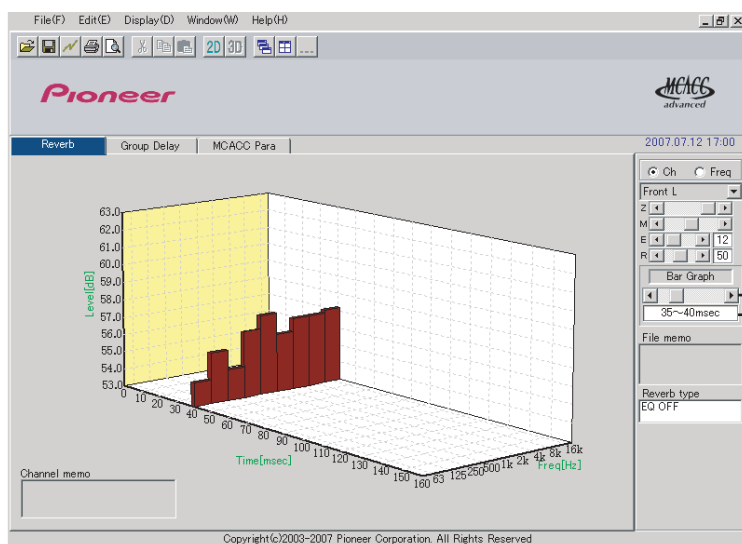 File(F) Edit(E) Display(D) Window(W) Help(H)
2D 3D ...
Pioneer
MCACC
advanced
Reverb Group Delay MCACC Para
2007.07.12 17:00
Ch Freq
Front L
Z
M
E 12
R 50
Bar Graph
35～40msec
File memo
Reverb type
EQ OFF
63.0
62.0
61.0
60.0
59.0
58.0
57.0
56.0
55.0
54.0
53.0
Level[dB]
0 10 20 30 40 50 60 70 80 90 100 110 120 130 140 150 160
Time[msec]
63 125 250 500 1k 2k 4k 8k 16k
Freq[Hz]
Channel memo
Copyright(c)2003-2007 Pioneer Corporation. All Rights Reserved